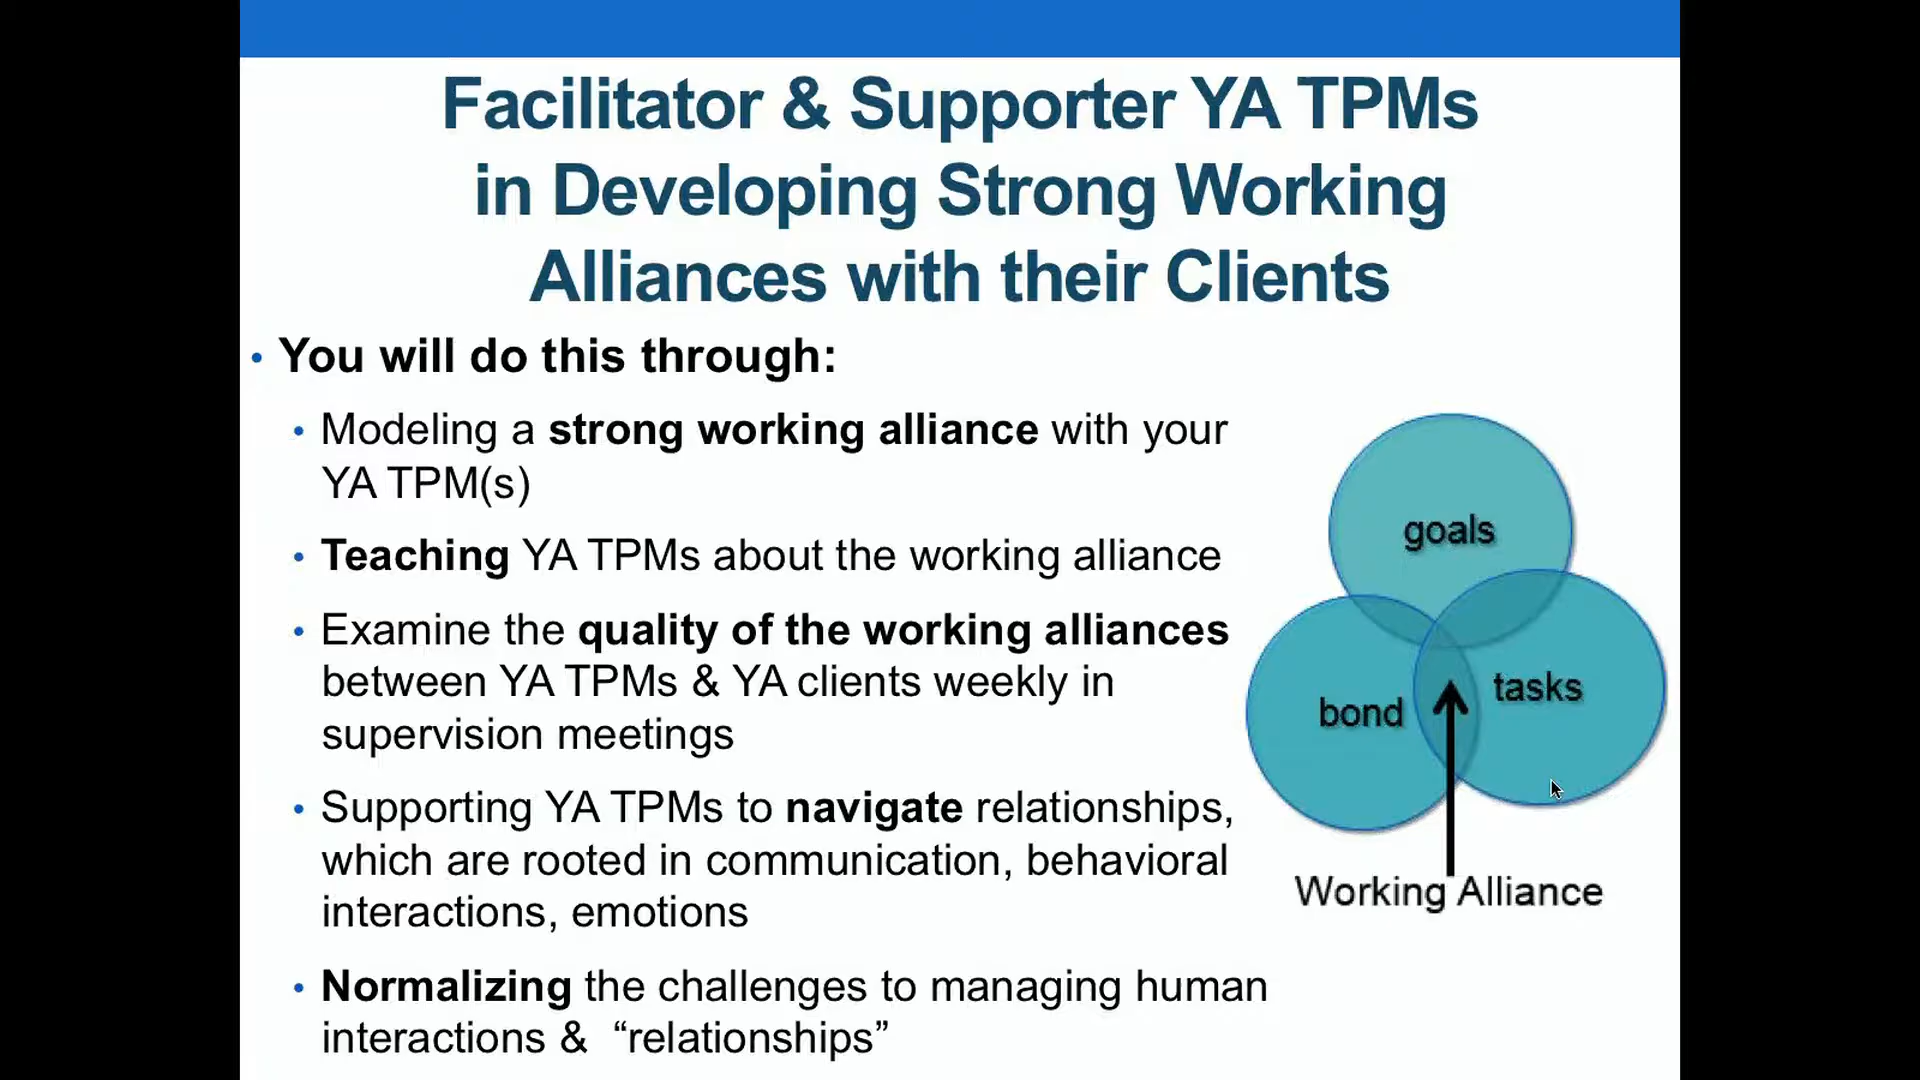 Facilitator & Supporter YA TPMs
in Developing Strong Working
Alliances with their Clients
• You will do this through:
• Modeling a strong working alliance with your
YA TPM(s)
• Teaching YA TPMs about the working alliance
• Examine the quality of the working alliances
between YA TPMs & YA clients weekly in
supervision meetings
• Supporting YA TPMs to navigate relationships,
which are rooted in communication, behavioral
interactions, emotions
• Normalizing the challenges to managing human
interactions & “relationships”
goals
tasks
bond
Working Alliance